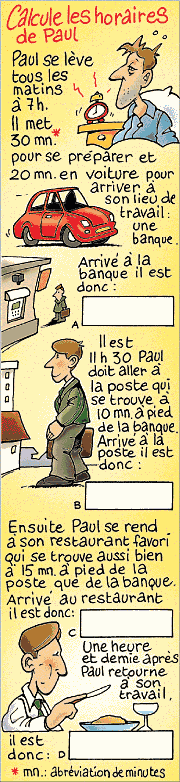 Calcule les horaires
de Paul
Paul se lève
tous les
matins
à 7h.
Il met
30 mn.*
pour se préparer et
20 mn. en voiture pour
arriver à
son lieu de
travail:
une
banque.
Arrivé à la
banque il est
donc:
A
Il est
11h30 Paul
doit aller à
la poste qui
se trouve à
10 mn. à pied
de la banque.
Arrivé à la
poste il est
donc:
B
Ensuite Paul se rend
à son restaurant favori
qui se trouve aussi bien
à 15 mn. à pied de la
poste que de la banque.
Arrivé au restaurant
il est donc:
C
Une heure
et demie après
Paul retourne
à son
travail,
il est
donc: D
* mn.: abréviation de minutes